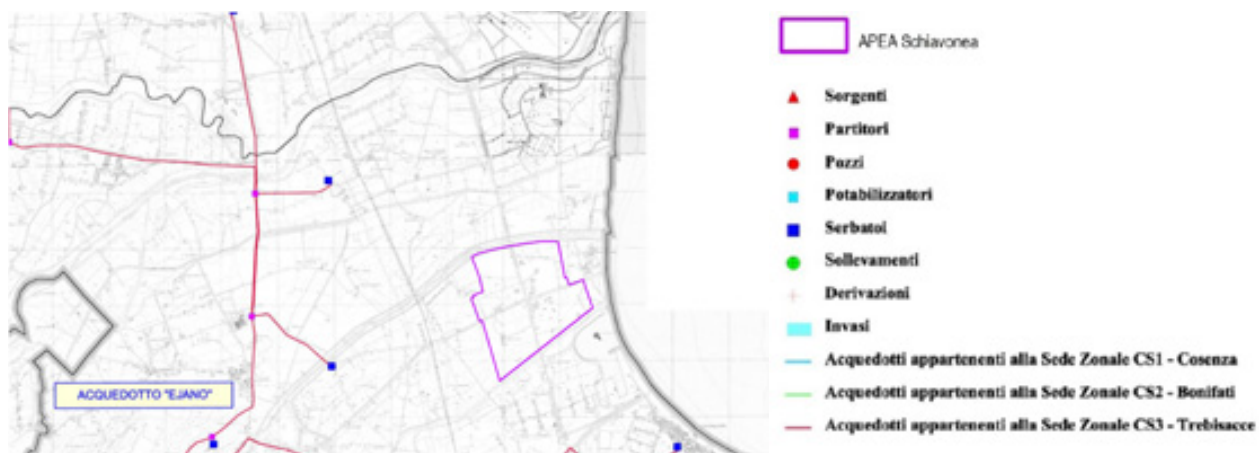 APEA Schiavonea
Sorgenti
Partitori
Pozzi
Potabilizzatori
Serbatoi
Sollevamenti
Derivazioni
Invasi
Acquedotti appartenenti alla Sede Zonale CS1 - Cosenza
Acquedotti appartenenti alla Sede Zonale CS2 - Bonifati
Acquedotti appartenenti alla Sede Zonale CS3 - Trebisacce
ACQUEDOTTO "EJANO"